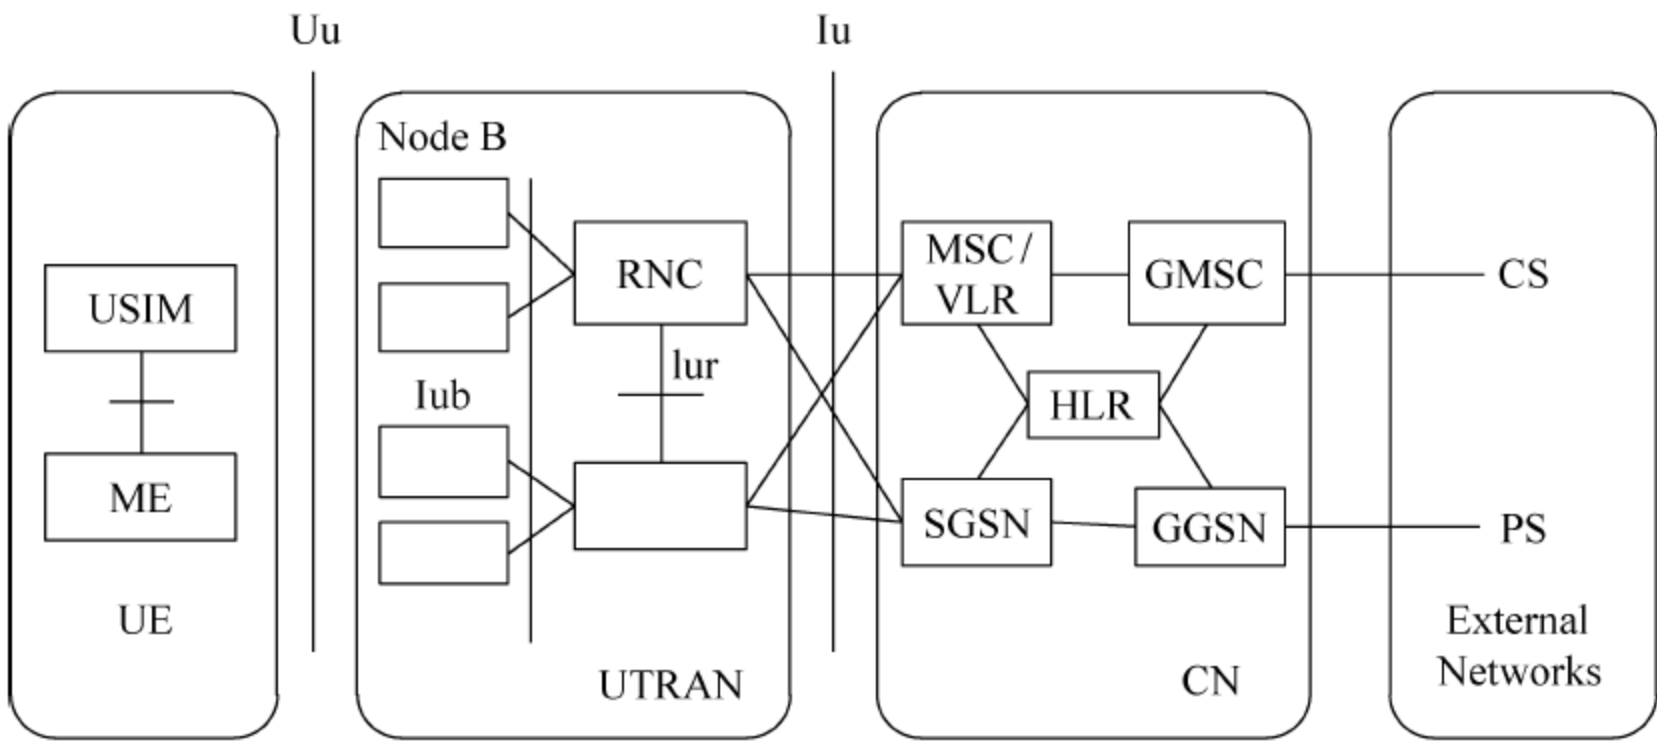 Uu
Iu
Node B
RNC
MSC/
VLR
GMSC
CS
USIM
lur
Iub
HLR
ME
SGSN
GGSN
PS
UE
External
Networks
UTRAN
CN